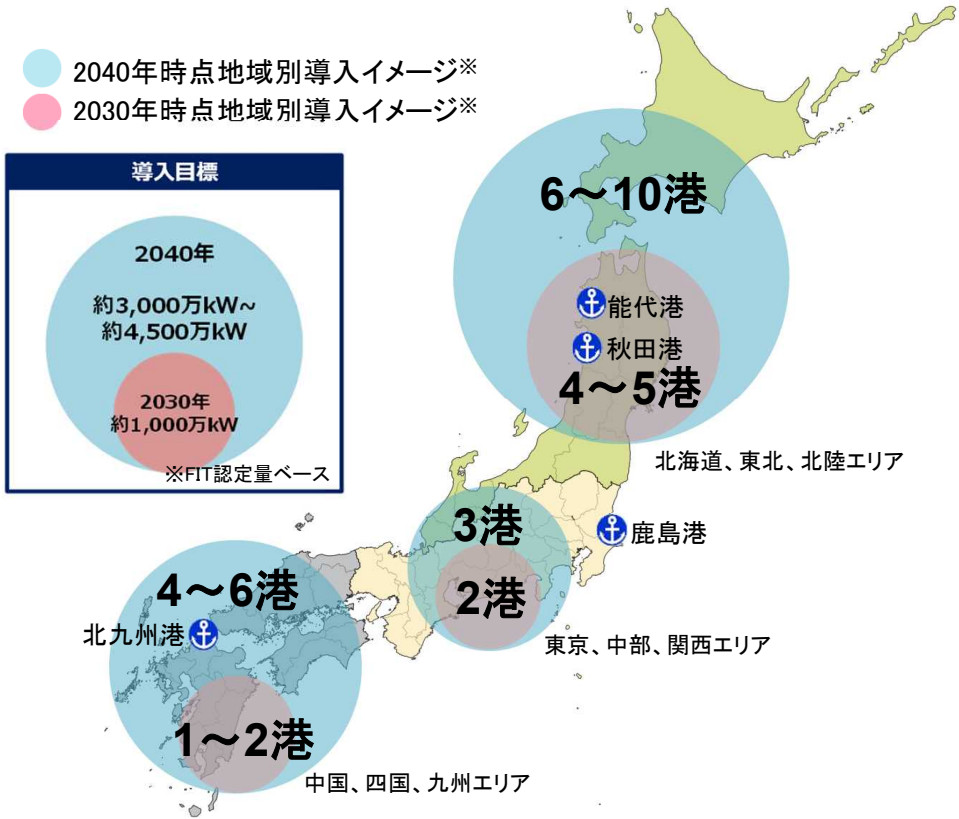 2040年時点地域別導入イメージ※
2030年時点地域別導入イメージ※
導入目標
2040年
約3,000万kW～
約4,500万kW
2030年
約1,000万kW
※FIT認定量ベース
6～10港
能代港
秋田港
4～5港
北海道、東北、北陸エリア
3港
鹿島港
2港
東京、中部、関西エリア
4～6港
北九州港
1～2港
中国、四国、九州エリア